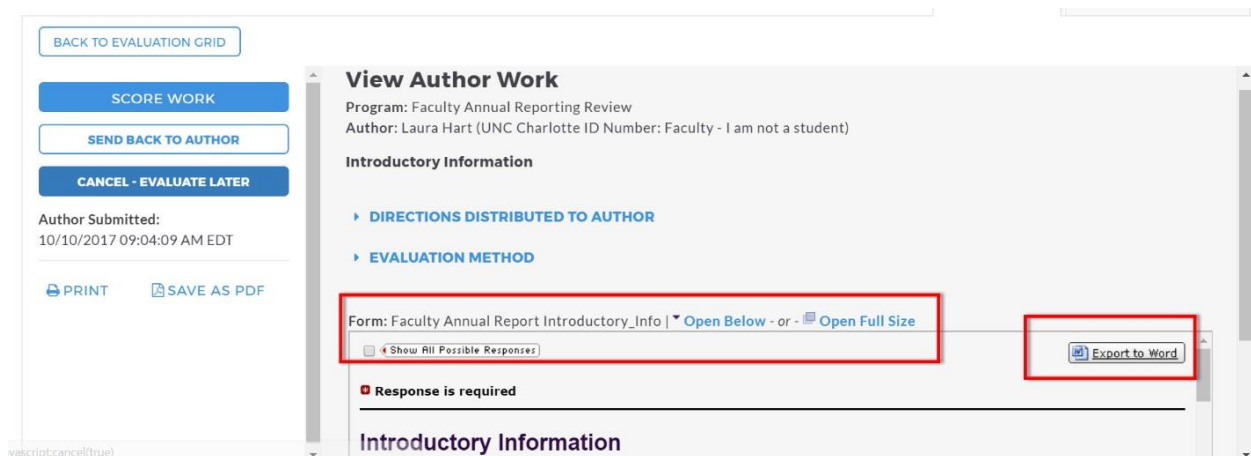 BACK TO EVALUATION GRID
SCORE WORK
SEND BACK TO AUTHOR
CANCEL - EVALUATE LATER
Author Submitted:
10/10/2017 09:04:09 AM EDT
PRINT SAVE AS PDF
View Author Work
Program: Faculty Annual Reporting Review
Author: Laura Hart (UNC Charlotte ID Number: Faculty - I am not a student)
Introductory Information
DIRECTIONS DISTRIBUTED TO AUTHOR
EVALUATION METHOD
Form: Faculty Annual Report Introductory_Info | Open Below - or - Open Full Size
Show All Possible Responses
Export to Word
Response is required
Introductory Information
vascript:cancel(true)